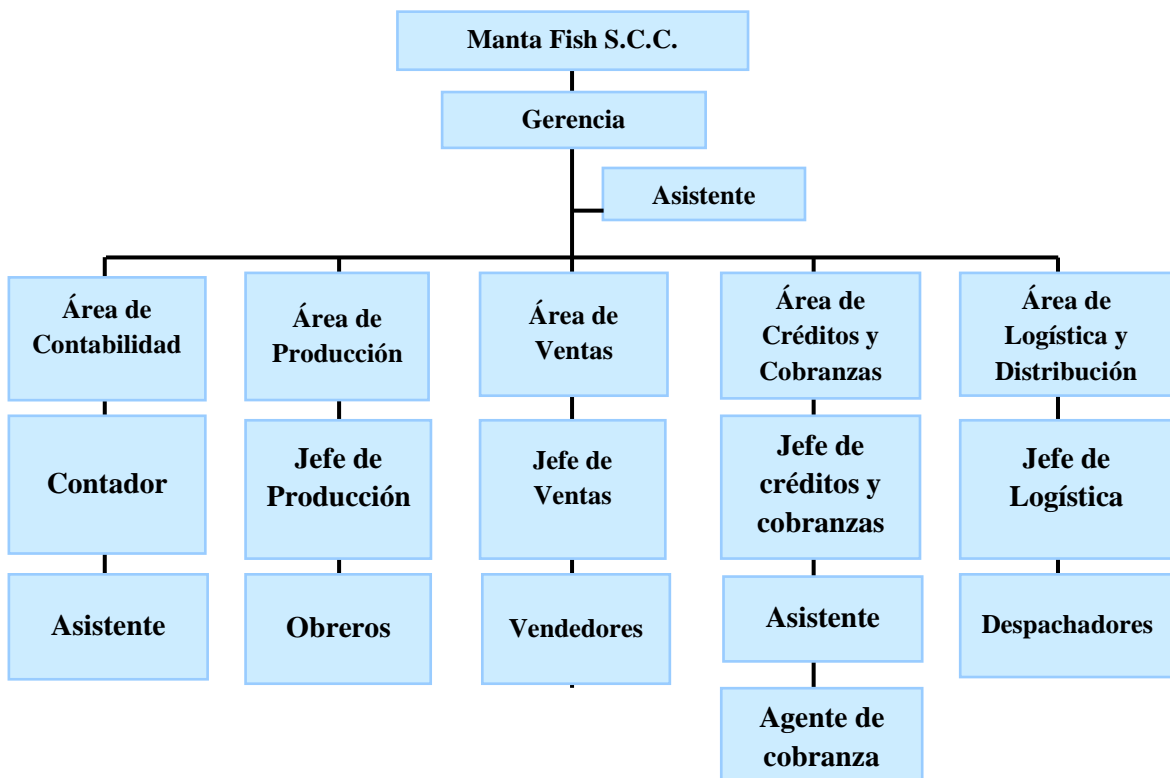 Manta Fish S.C.C.
Gerencia
Asistente
Área de
Contabilidad
Área de
Producción
Área de
Ventas
Área de
Créditos y
Cobranzas
Área de
Logística y
Distribución
Contador
Jefe de
Producción
Jefe de
Ventas
Jefe de
créditos y
cobranzas
Jefe de
Logística
Asistente
Obreros
Vendedores
Asistente
Despachadores
Agente de
cobranza